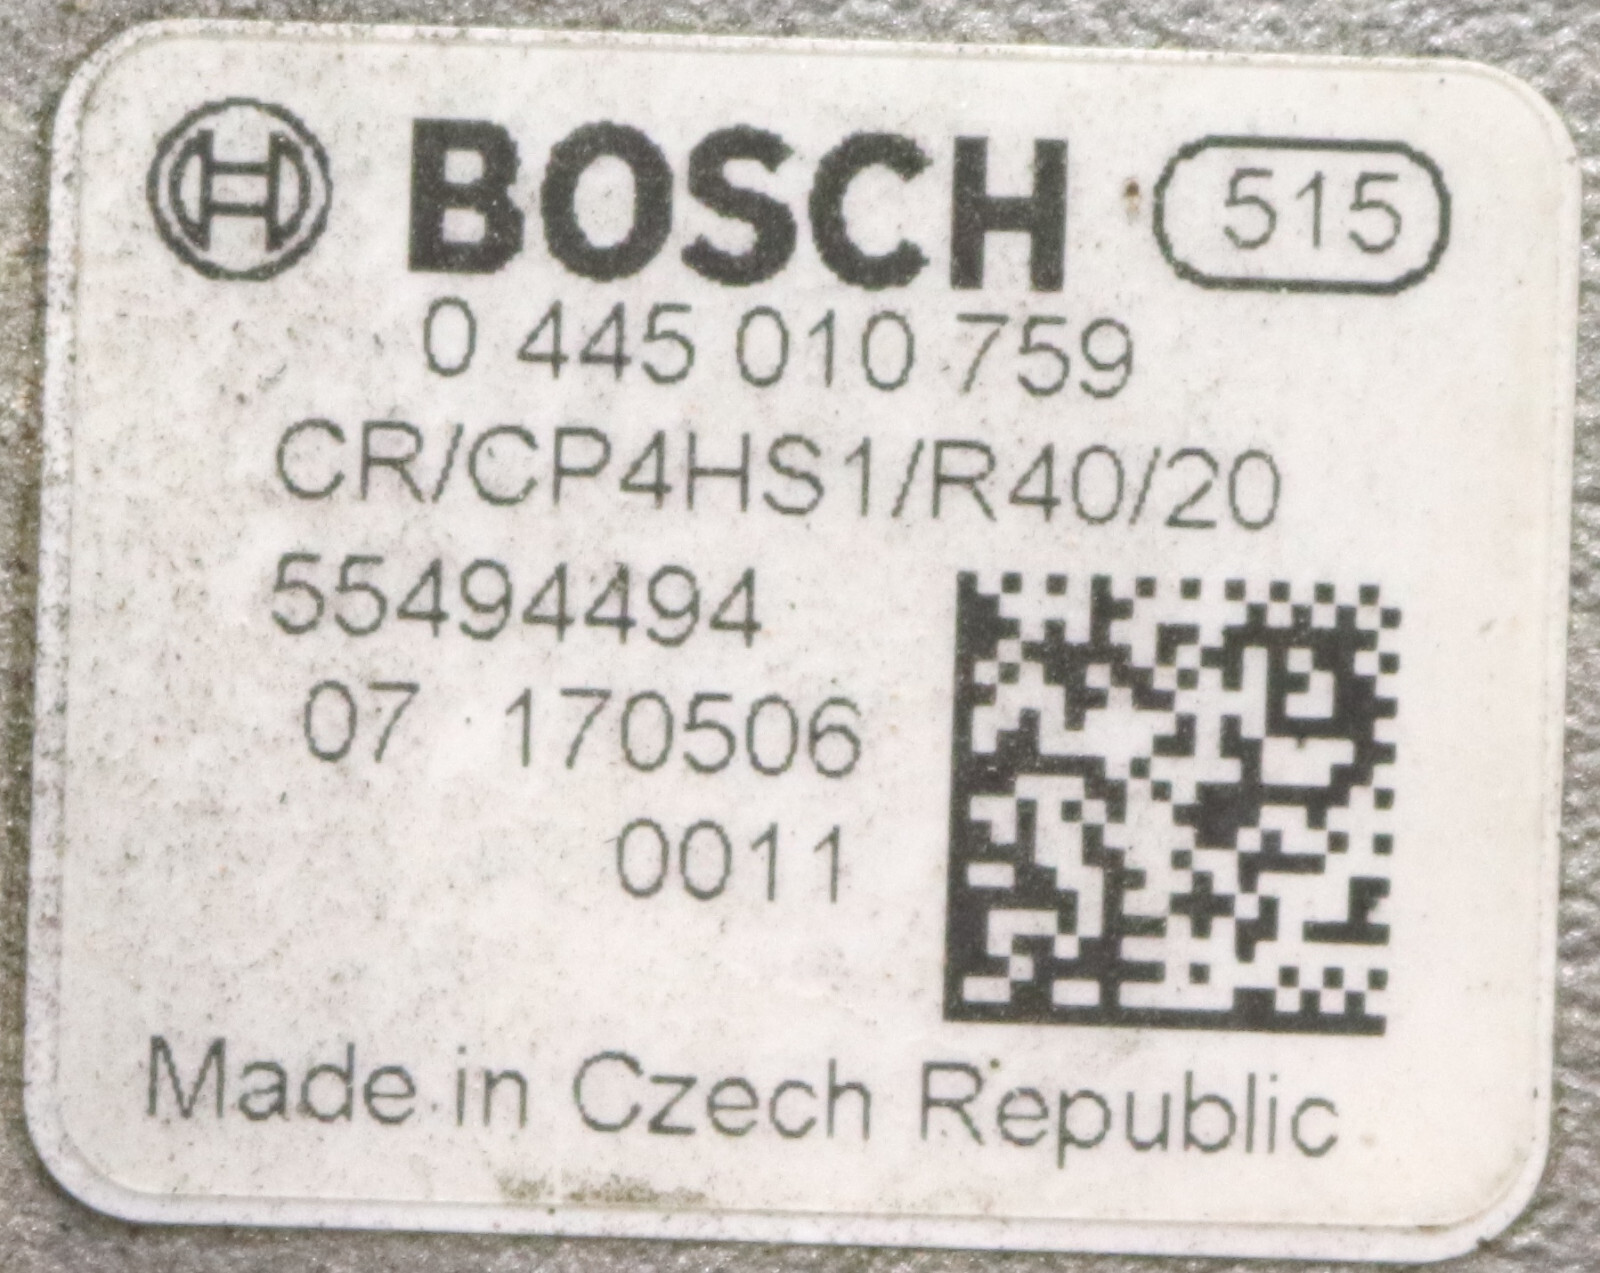 BOSCH 515
0 445 010 759
CR/CP4HS1/R40/20
55494494
07 170506
0011
Made in Czech Republic